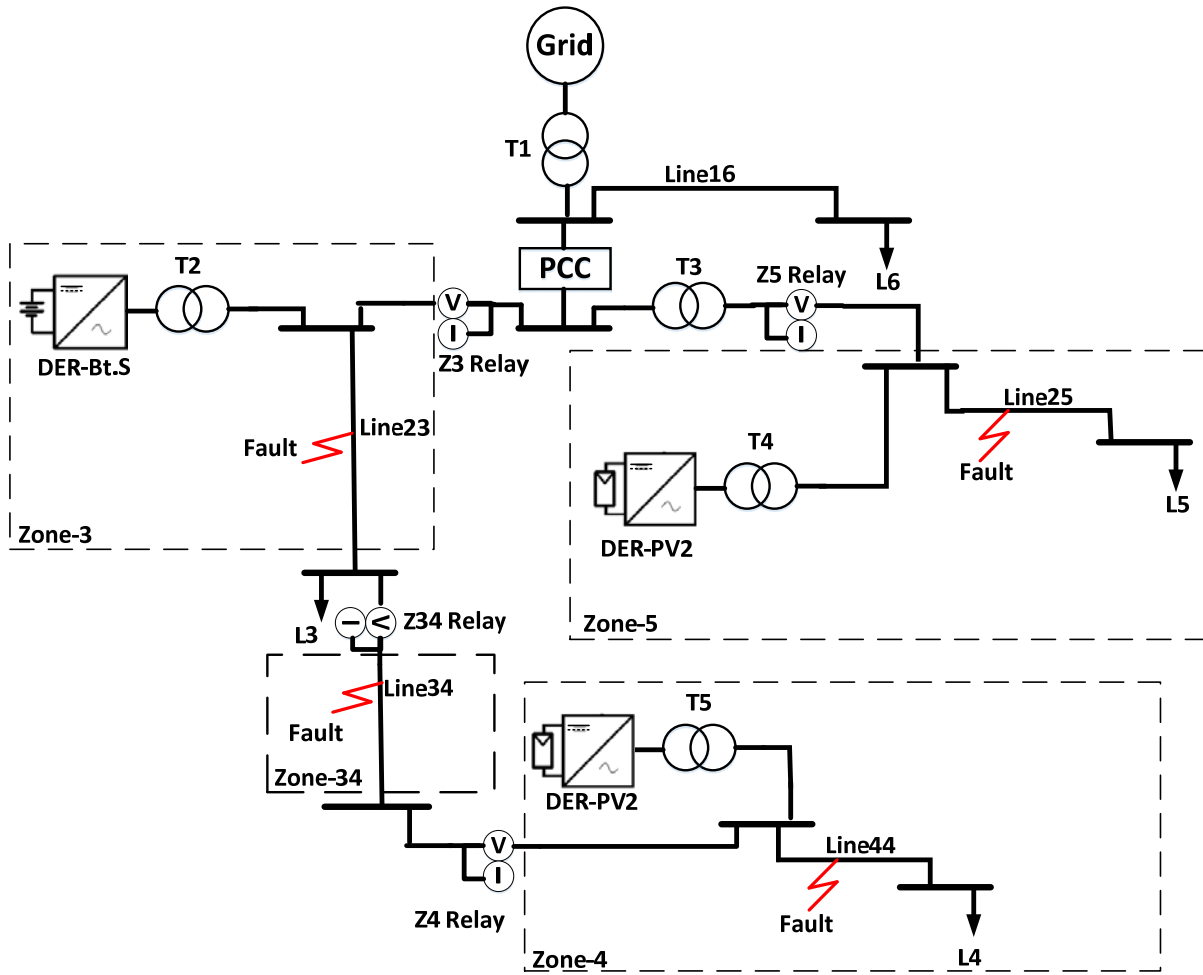 Grid
T1
Line16
PCC
T2
T3
Z5 Relay
L6
V
I
V
I
DER-Bt.S
Z3 Relay
Line23
Fault
Line25
Fault
T4
L5
DER-PV2
Zone-3
Zone-5
L3
I
V
Z34 Relay
Line34
Fault
Zone-34
T5
DER-PV2
V
I
Z4 Relay
Line44
Fault
L4
Zone-4